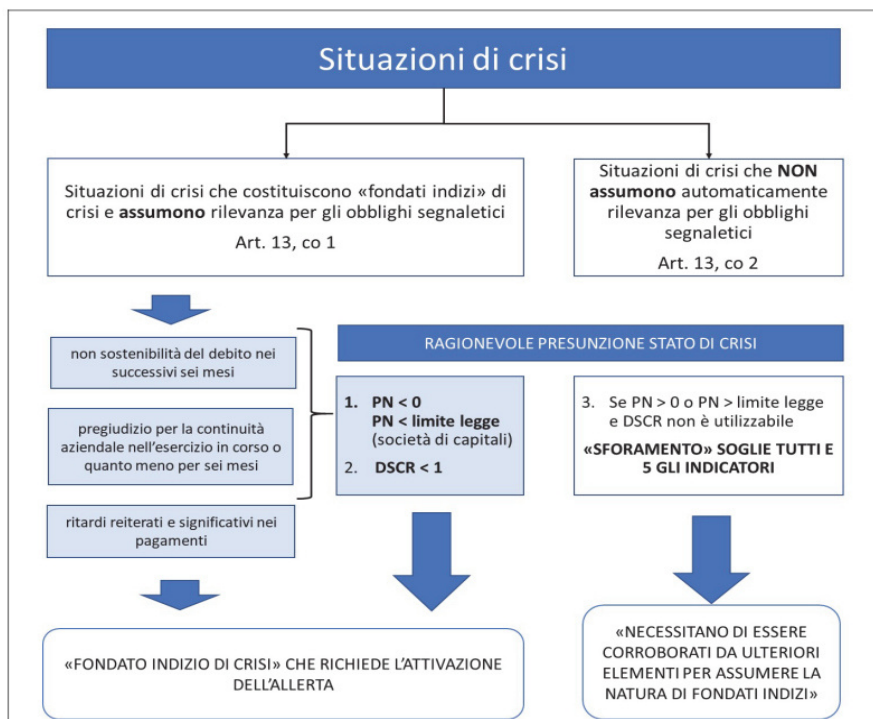 Situazioni di crisi
Situazioni di crisi che costituiscono «fondati indizi» di
crisi e assumono rilevanza per gli obblighi segnaletici
Art. 13, co 1
Situazioni di crisi che NON
assumono automaticamente
rilevanza per gli obblighi
segnaletici
Art. 13, co 2
non sostenibilità del debito nei
successivi sei mesi
pregiudizio per la continuità
aziendale nell'esercizio in corso o
quanto meno per sei mesi
ritardi reiterati e significativi nei
pagamenti
RAGIONEVOLE PRESUNZIONE STATO DI CRISI
1. PN < 0
PN < limite legge
(società di capitali)
2. DSCR < 1
3. Se PN > 0 o PN > limite legge
e DSCR non è utilizzabile
«SFORAMENTO» SOGLIE TUTTI E
5 GLI INDICATORI
«FONDATO INDIZIO DI CRISI» CHE RICHIEDE L'ATTIVAZIONE
DELL'ALLERTA
«NECESSITANO DI ESSERE
CORROBORATI DA ULTERIORI
ELEMENTI PER ASSUMERE LA
NATURA DI FONDATI INDIZI»